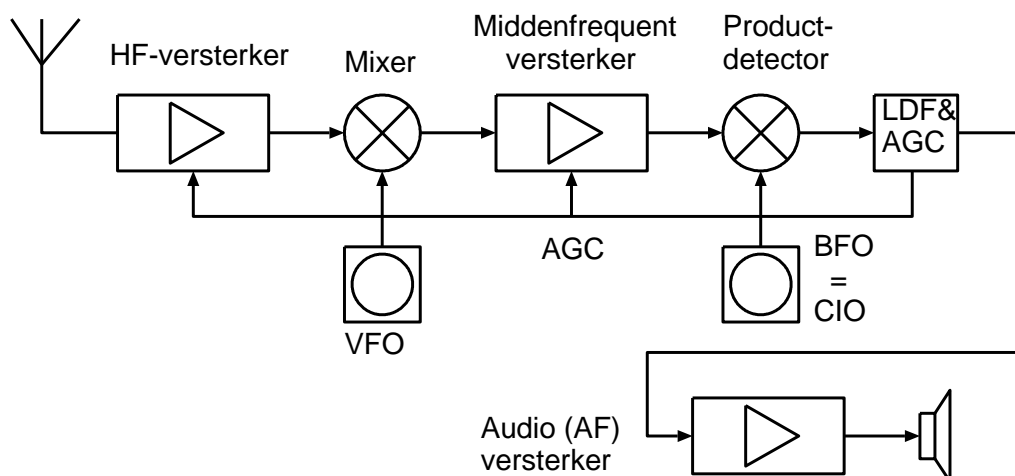 HF-versterker
Mixer
Middenfrequent
versterker
Product-
detector
LDF&
AGC
AGC
VFO
BFO
=
CIO
Audio (AF)
versterker